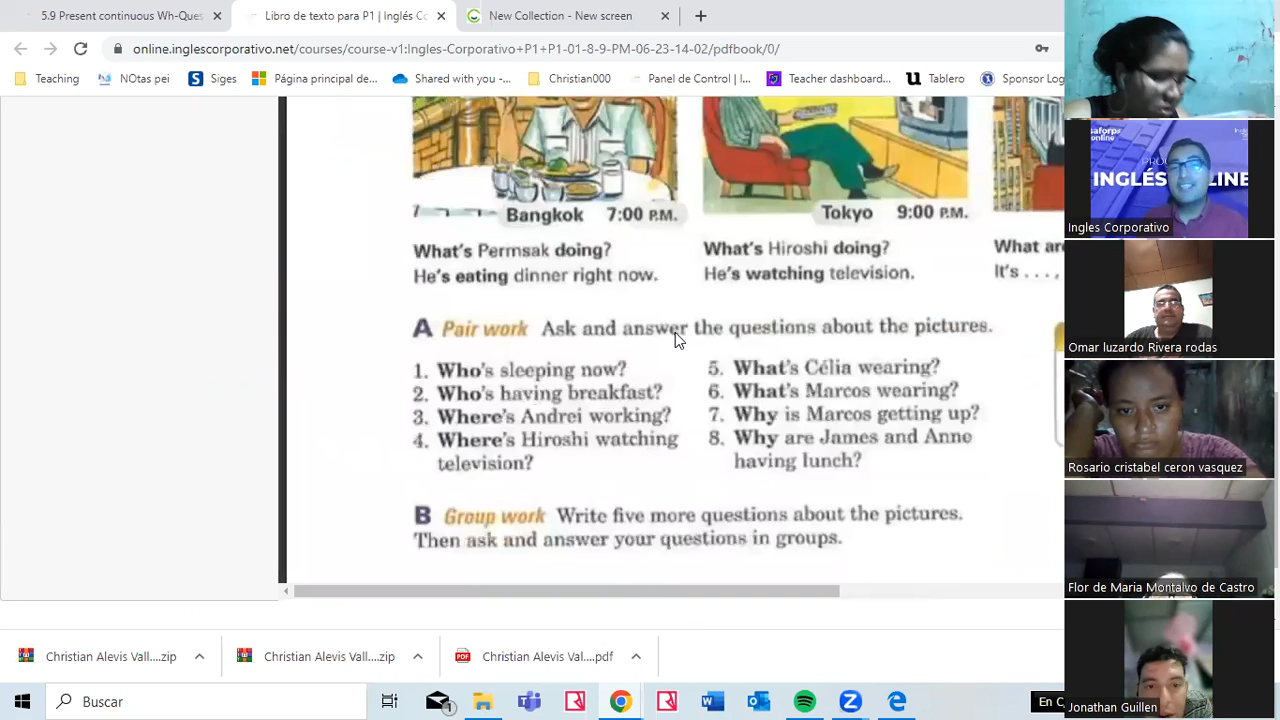 5.9 Present continuous Wh-Ques
Libro de texto para P1 | Inglés Cc
New Collection - New screen
online.inglescorporativo.net/courses/course-v1:Ingles-Corporativo+P1+P1-01-8-9-PM-06-23-14-02/pdfbook/0/
Teaching
NOtas pei
Siges
Página principal de...
Shared with you -...
Christian000
Panel de Control | I...
Teacher dashboard...
Tablero
Sponsor Log
Bangkok 7:00 P.M.
Tokyo 9:00 P.M.
What's Permsak doing?
He's eating dinner right now.
What's Hiroshi doing?
He's watching television.
What are
It's . . . ,
A Pair work Ask and answer the questions about the pictures.
1. Who's sleeping now?
2. Who's having breakfast?
3. Where's Andrei working?
4. Where's Hiroshi watching
television?
5. What's Célia wearing?
6. What's Marcos wearing?
7. Why is Marcos getting up?
8. Why are James and Anne
having lunch?
B Group work Write five more questions about the pictures.
Then ask and answer your questions in groups.
Christian Alevis Vall....zip
Christian Alevis Vall....zip
Christian Alevis Val....pdf
Buscar
1
En C
saforp
online
PRO
INGLÉS LINE
Ingles Corporativo
Omar luzardo Rivera rodas
Rosario cristabel ceron vasquez
Flor de Maria Montalvo de Castro
Jonathan Guillen